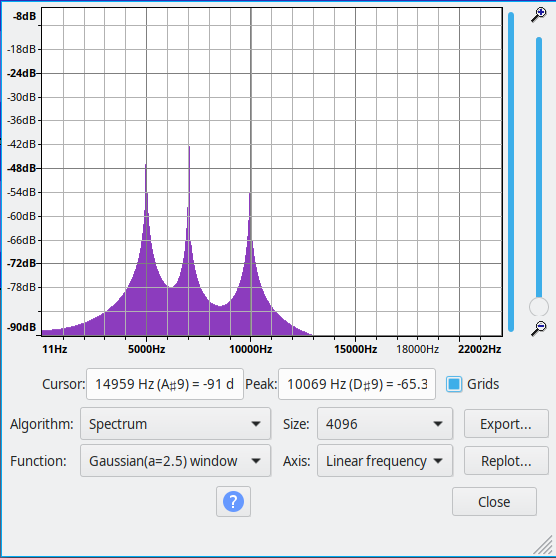 -8dB
-18dB
-24dB
-30dB
-36dB
-42dB
-48dB
-54dB
-60dB
-66dB
-72dB
-78dB
-90dB
11Hz 5000Hz 10000Hz 15000Hz 18000Hz 22002Hz
Cursor: 14959 Hz (A♯9) = -91 d Peak: 10069 Hz (D♯9) = -65.3 Grids
Algorithm: Spectrum Size: 4096 Export...
Function: Gaussian(a=2.5) window Axis: Linear frequency Replot...
? Close